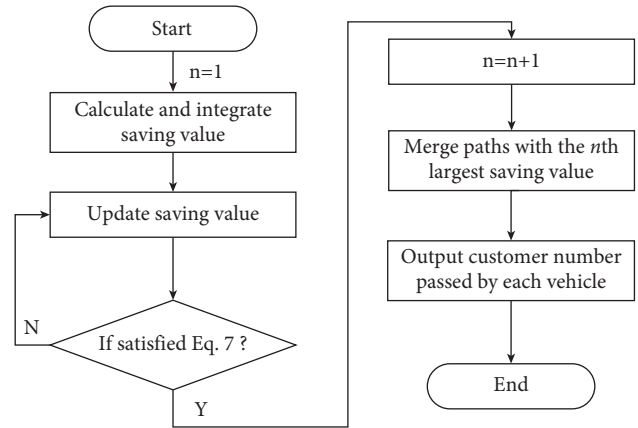 Start
n=1
Calculate and integrate
saving value
Update saving value
N
If satisfied Eq. 7 ?
Y
n=n+1
Merge paths with the nth
largest saving value
Output customer number
passed by each vehicle
End